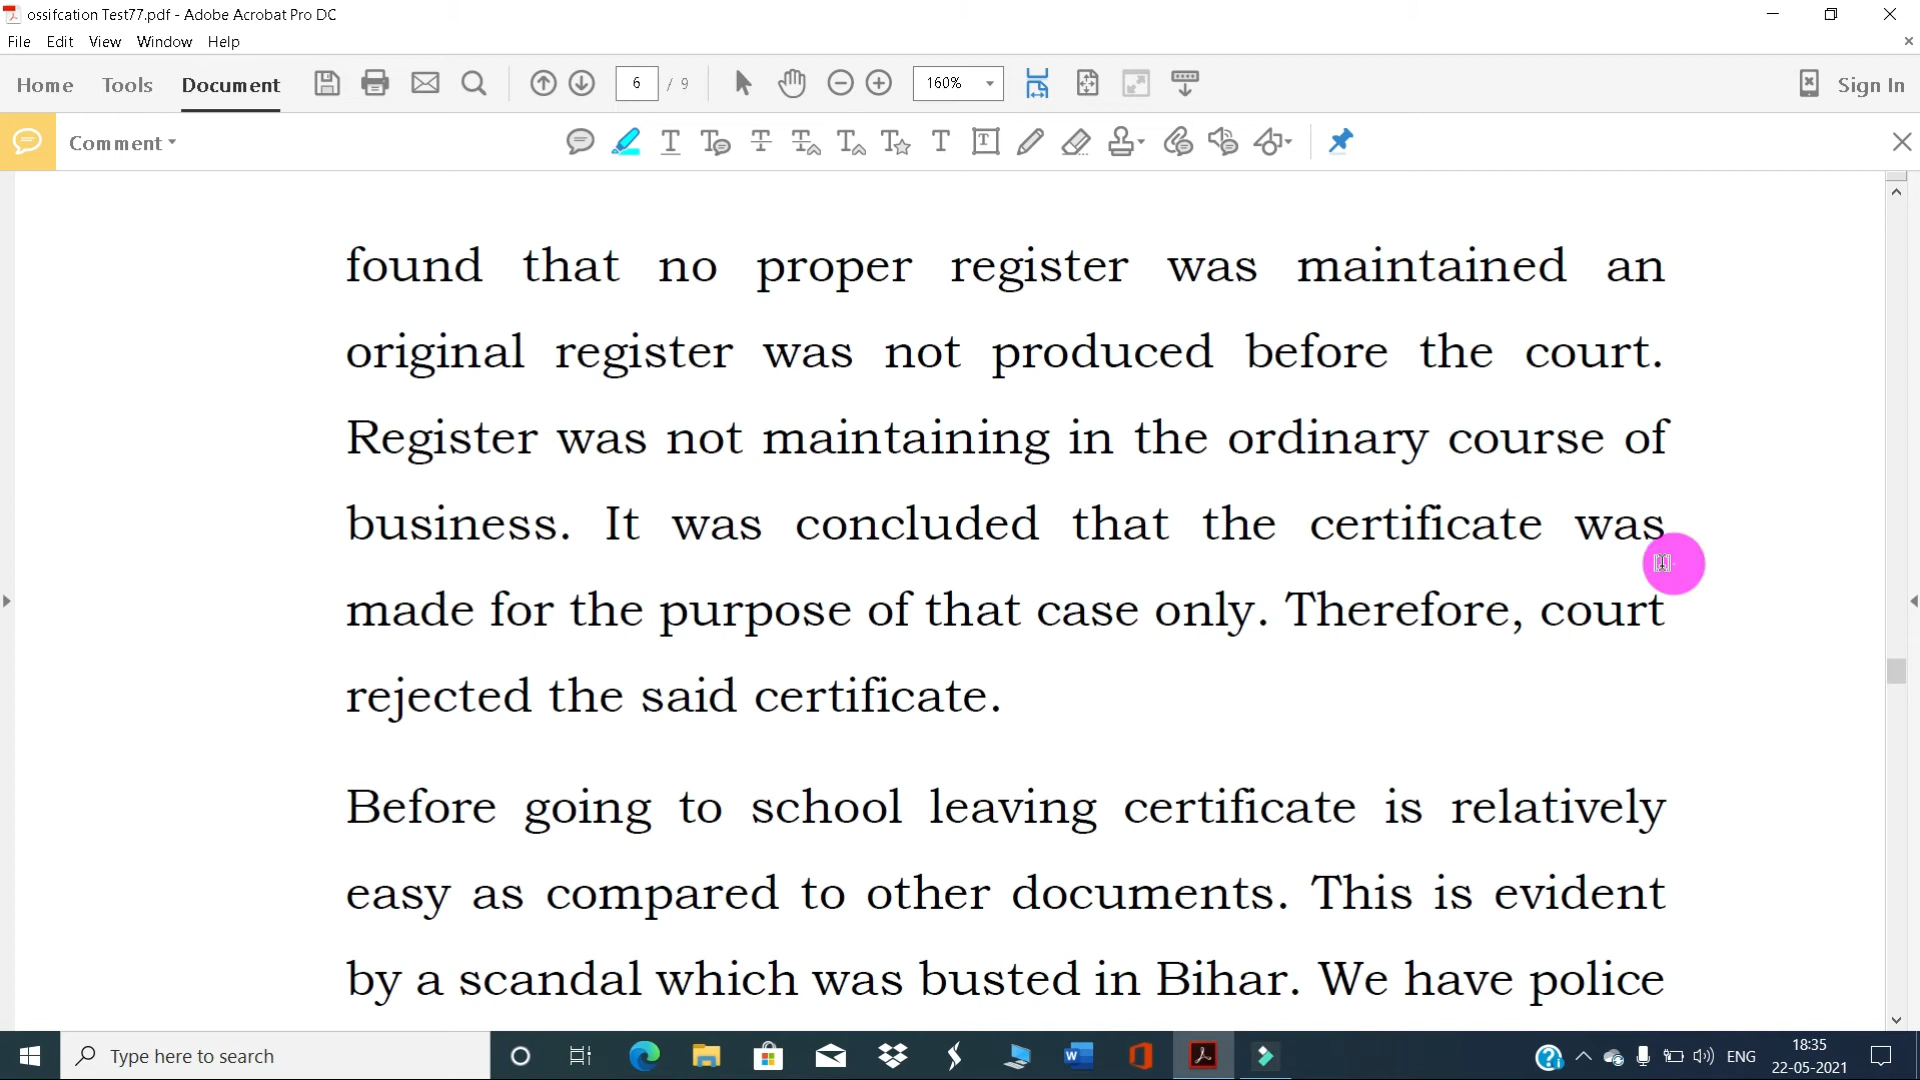 ossifcation Test77.pdf - Adobe Acrobat Pro DC
File Edit View Window Help
Home Tools Document 6 / 9 160% Sign In
Comment
found that no proper register was maintained an
original register was not produced before the court.
Register was not maintaining in the ordinary course of
business. It was concluded that the certificate was
made for the purpose of that case only. Therefore, court
rejected the said certificate.
Before going to school leaving certificate is relatively
easy as compared to other documents. This is evident
by a scandal which was busted in Bihar. We have police
Type here to search
ENG
18:35
22-05-2021